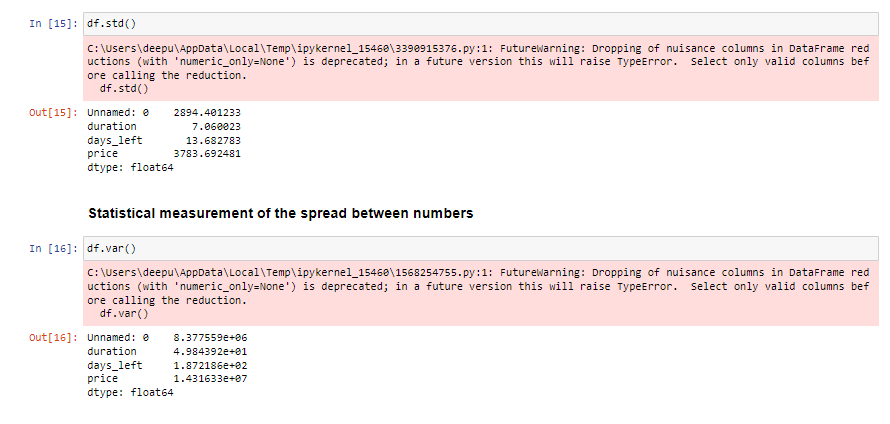 In [15]: df.std()
C:\Users\deepu\AppData\Local\Temp\ipykernel_15460\3390915376.py:1: FutureWarning: Dropping of nuisance columns in DataFrame red
uctions (with 'numeric_only=None') is deprecated; in a future version this will raise TypeError.  Select only valid columns bef
ore calling the reduction.
  df.std()
Out[15]: Unnamed: 0    2894.401233
duration         7.060023
days_left       13.682783
price         3783.692481
dtype: float64
Statistical measurement of the spread between numbers
In [16]: df.var()
C:\Users\deepu\AppData\Local\Temp\ipykernel_15460\1568254755.py:1: FutureWarning: Dropping of nuisance columns in DataFrame red
uctions (with 'numeric_only=None') is deprecated; in a future version this will raise TypeError.  Select only valid columns bef
ore calling the reduction.
  df.var()
Out[16]: Unnamed: 0    8.377559e+06
duration      4.984392e+01
days_left     1.872186e+02
price         1.431633e+07
dtype: float64